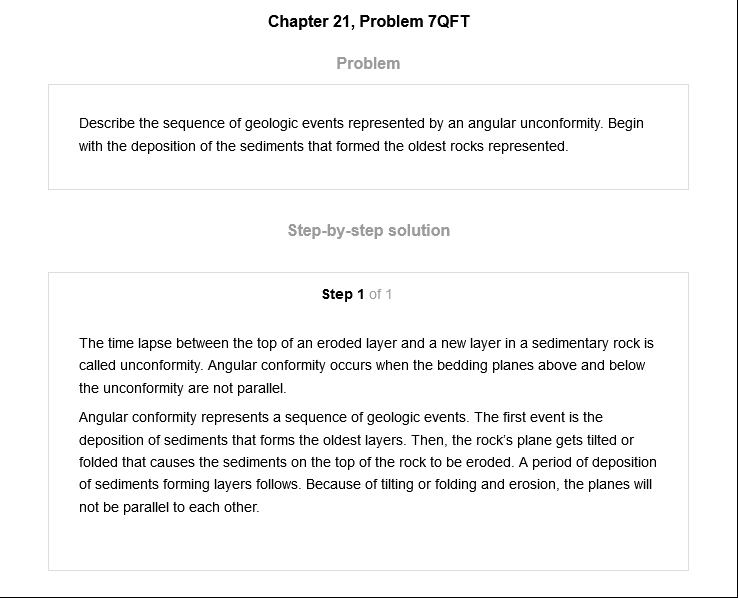 Chapter 21, Problem 7QFT
Problem
Describe the sequence of geologic events represented by an angular unconformity. Begin
with the deposition of the sediments that formed the oldest rocks represented.
Step-by-step solution
Step 1 of 1
The time lapse between the top of an eroded layer and a new layer in a sedimentary rock is
called unconformity. Angular conformity occurs when the bedding planes above and below
the unconformity are not parallel.
Angular conformity represents a sequence of geologic events. The first event is the
deposition of sediments that forms the oldest layers. Then, the rock's plane gets tilted or
folded that causes the sediments on the top of the rock to be eroded. A period of deposition
of sediments forming layers follows. Because of tilting or folding and erosion, the planes will
not be parallel to each other.